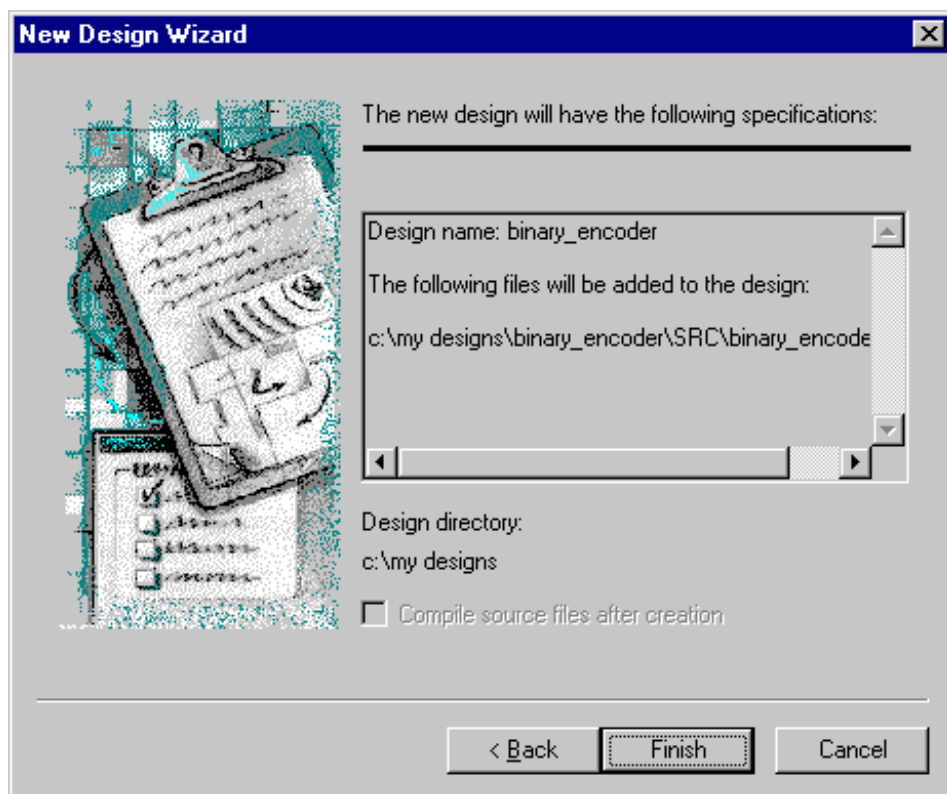 New Design Wizard
The new design will have the following specifications:
Design name: binary_encoder
The following files will be added to the design:
c:\my designs\binary_encoder\SRC\binary_encode
Design directory:
c:\my designs
Compile source files after creation
< Back
Finish
Cancel